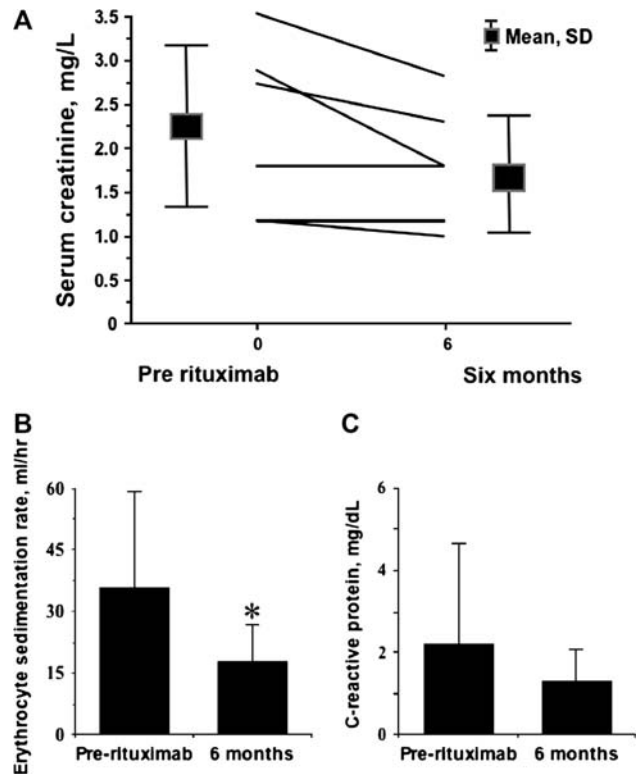 A
Serum creatinine, mg/L
3.5
3.0
2.5
2.0
1.5
1.0
0.5
0
Mean, SD
0
6
Pre rituximab
Six months
B
Erythrocyte sedimentation rate, ml/hr
60
45
30
15
0
*
Pre-rituximab
6 months
C
C-reactive protein, mg/dL
6
4
2
0
Pre-rituximab
6 months